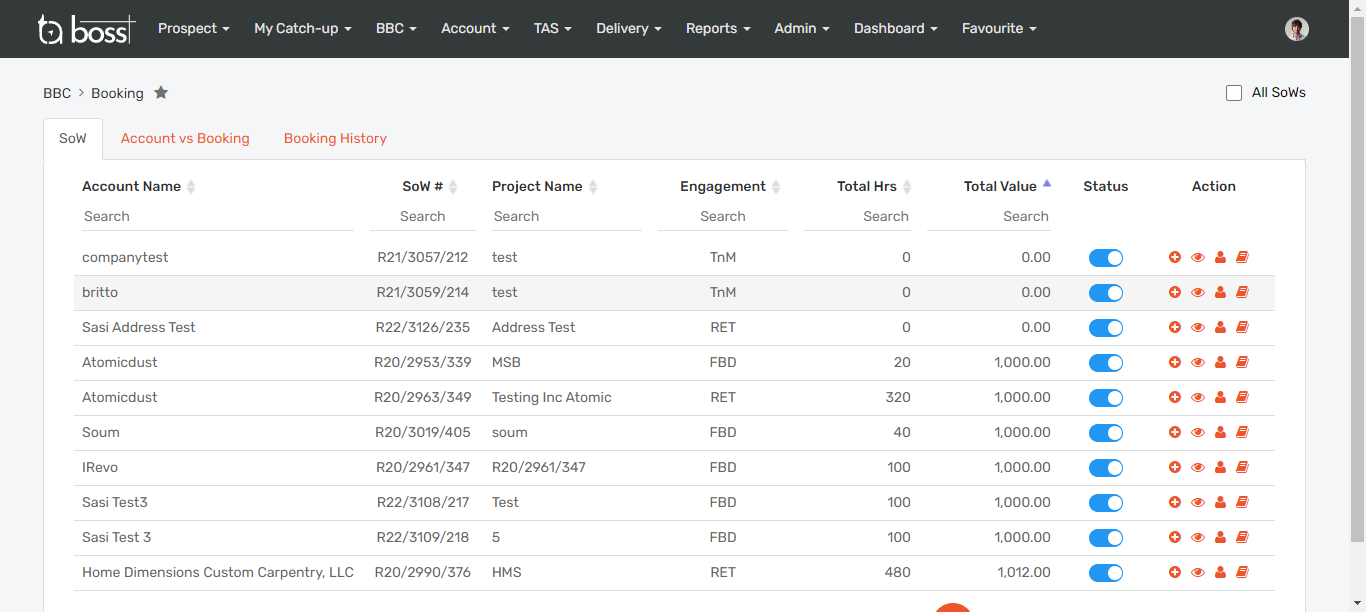 ta boss Prospect My Catch-up BBC Account TAS Delivery Reports Admin Dashboard Favourite
BBC > Booking All SoWs
SoW Account vs Booking Booking History
Account Name SoW # Project Name Engagement Total Hrs Total Value Status Action
Search Search Search Search Search Search
companytest R21/3057/212 test TnM 0 0.00
britto R21/3059/214 test TnM 0 0.00
Sasi Address Test R22/3126/235 Address Test RET 0 0.00
Atomicdust R20/2953/339 MSB FBD 20 1,000.00
Atomicdust R20/2963/349 Testing Inc Atomic RET 320 1,000.00
Soum R20/3019/405 soum FBD 40 1,000.00
IRevo R20/2961/347 R20/2961/347 FBD 100 1,000.00
Sasi Test3 R22/3108/217 Test FBD 100 1,000.00
Sasi Test 3 R22/3109/218 5 FBD 100 1,000.00
Home Dimensions Custom Carpentry, LLC R20/2990/376 HMS RET 480 1,012.00